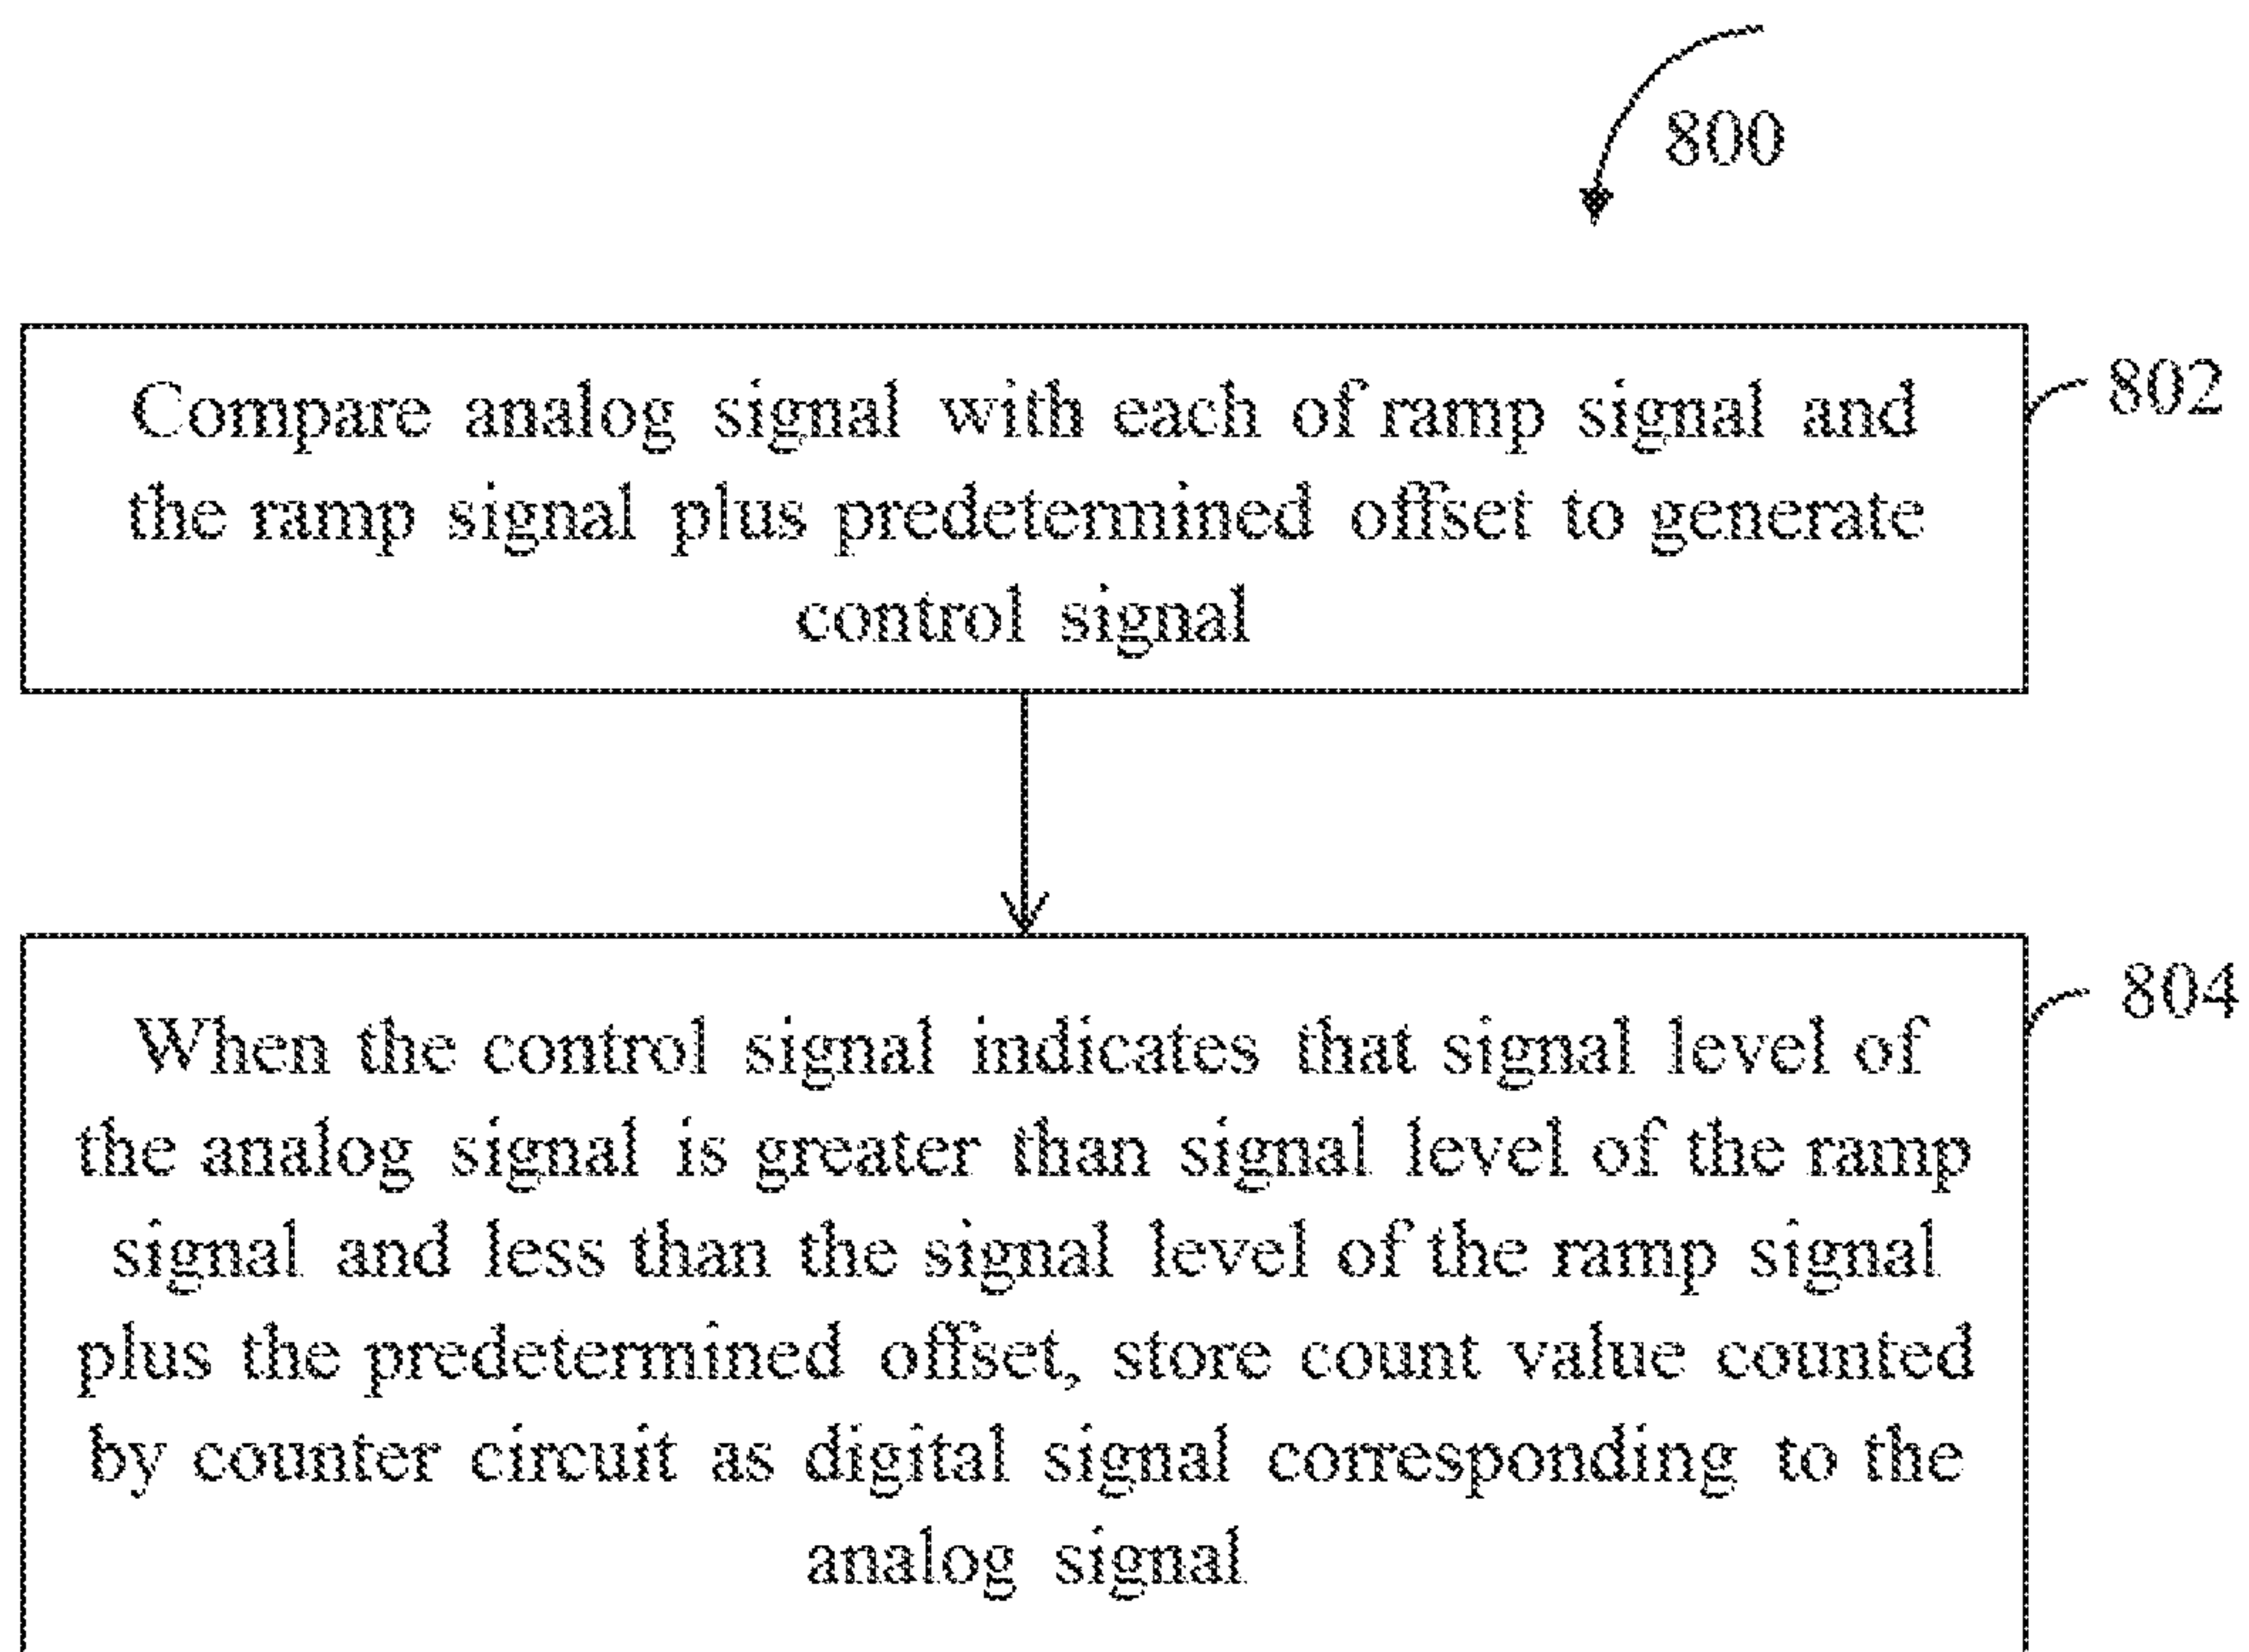 800
Compare analog signal with each of ramp signal and
the ramp signal plus predetermined offset to generate
control signal
802
When the control signal indicates that signal level of
the analog signal is greater than signal level of the ramp
signal and less than the signal level of the ramp signal
plus the predetermined offset, store count value counted
by counter circuit as digital signal corresponding to the
analog signal
804